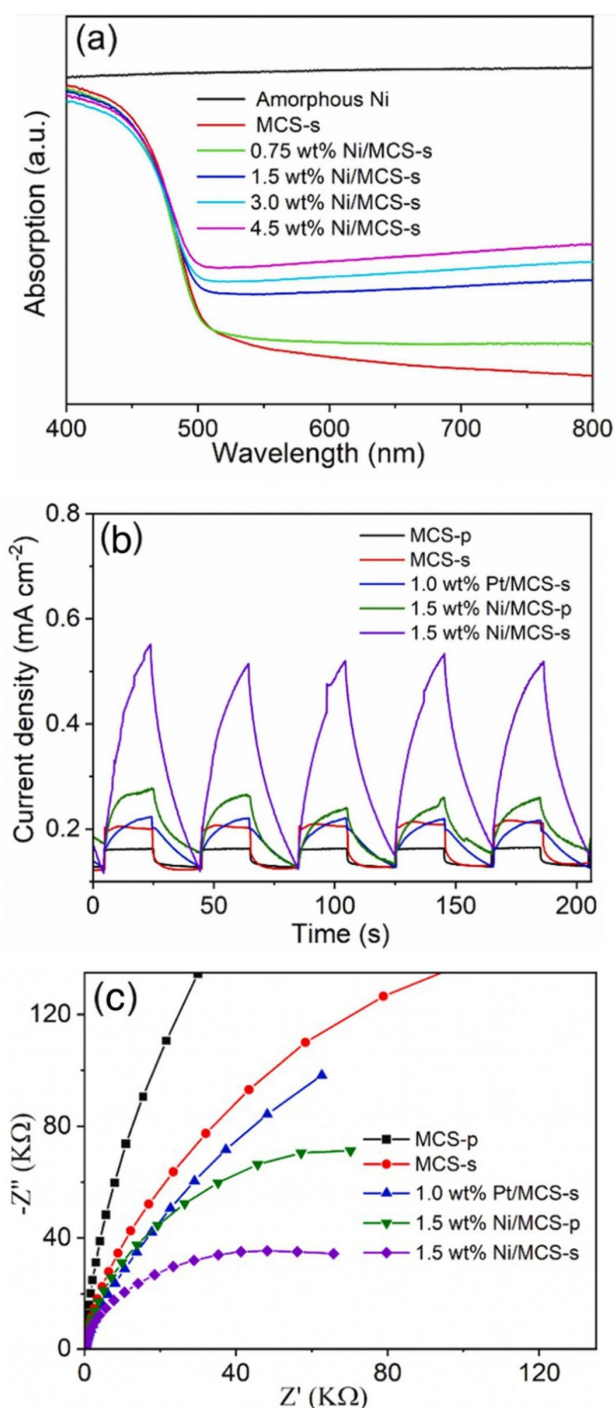 (a)
Absorption (a.u.)
Amorphous Ni
MCS-s
0.75 wt% Ni/MCS-s
1.5 wt% Ni/MCS-s
3.0 wt% Ni/MCS-s
4.5 wt% Ni/MCS-s
400 500 600 700 800
Wavelength (nm)
(b)
Current density (mA cm⁻²)
0.8
0.6
0.4
0.2
MCS-p
MCS-s
1.0 wt% Pt/MCS-s
1.5 wt% Ni/MCS-p
1.5 wt% Ni/MCS-s
0 50 100 150 200
Time (s)
(c)
-Z'' (KΩ)
120
80
40
0
MCS-p
MCS-s
1.0 wt% Pt/MCS-s
1.5 wt% Ni/MCS-p
1.5 wt% Ni/MCS-s
0 40 80 120
Z' (KΩ)